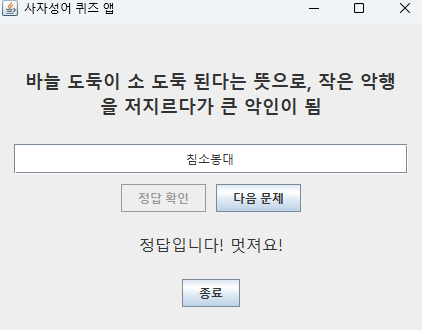 사자성어 퀴즈 앱
바늘 도둑이 소 도둑 된다는 뜻으로, 작은 악행
을 저지르다가 큰 악인이 됨
침소봉대
정답 확인 다음 문제
정답입니다! 멋져요!
종료